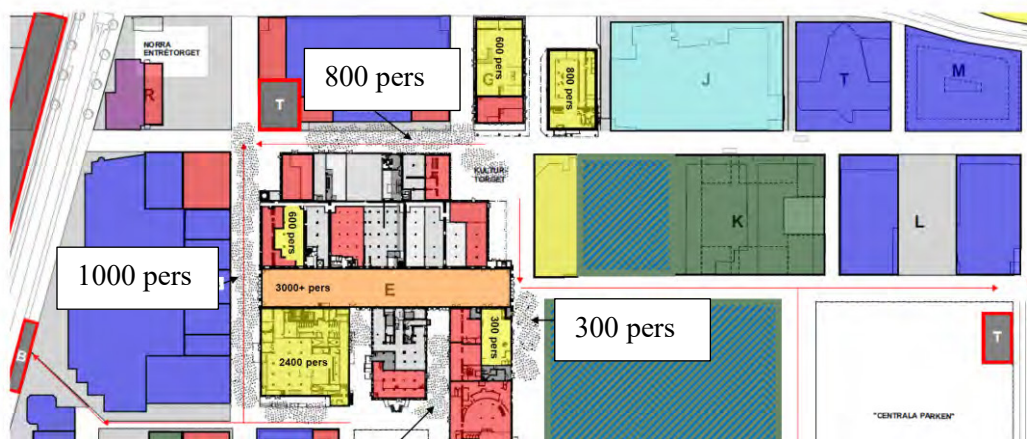 NORRA
ENTRÉTORGET
R
T
800 pers
600 pers
G
800 pers
J
T
M
KULTUR-
TORGET
600 pers
K
L
1000 pers
3000+ pers
E
2400 pers
300 pers
300 pers
T
B
"CENTRALA PARKEN"